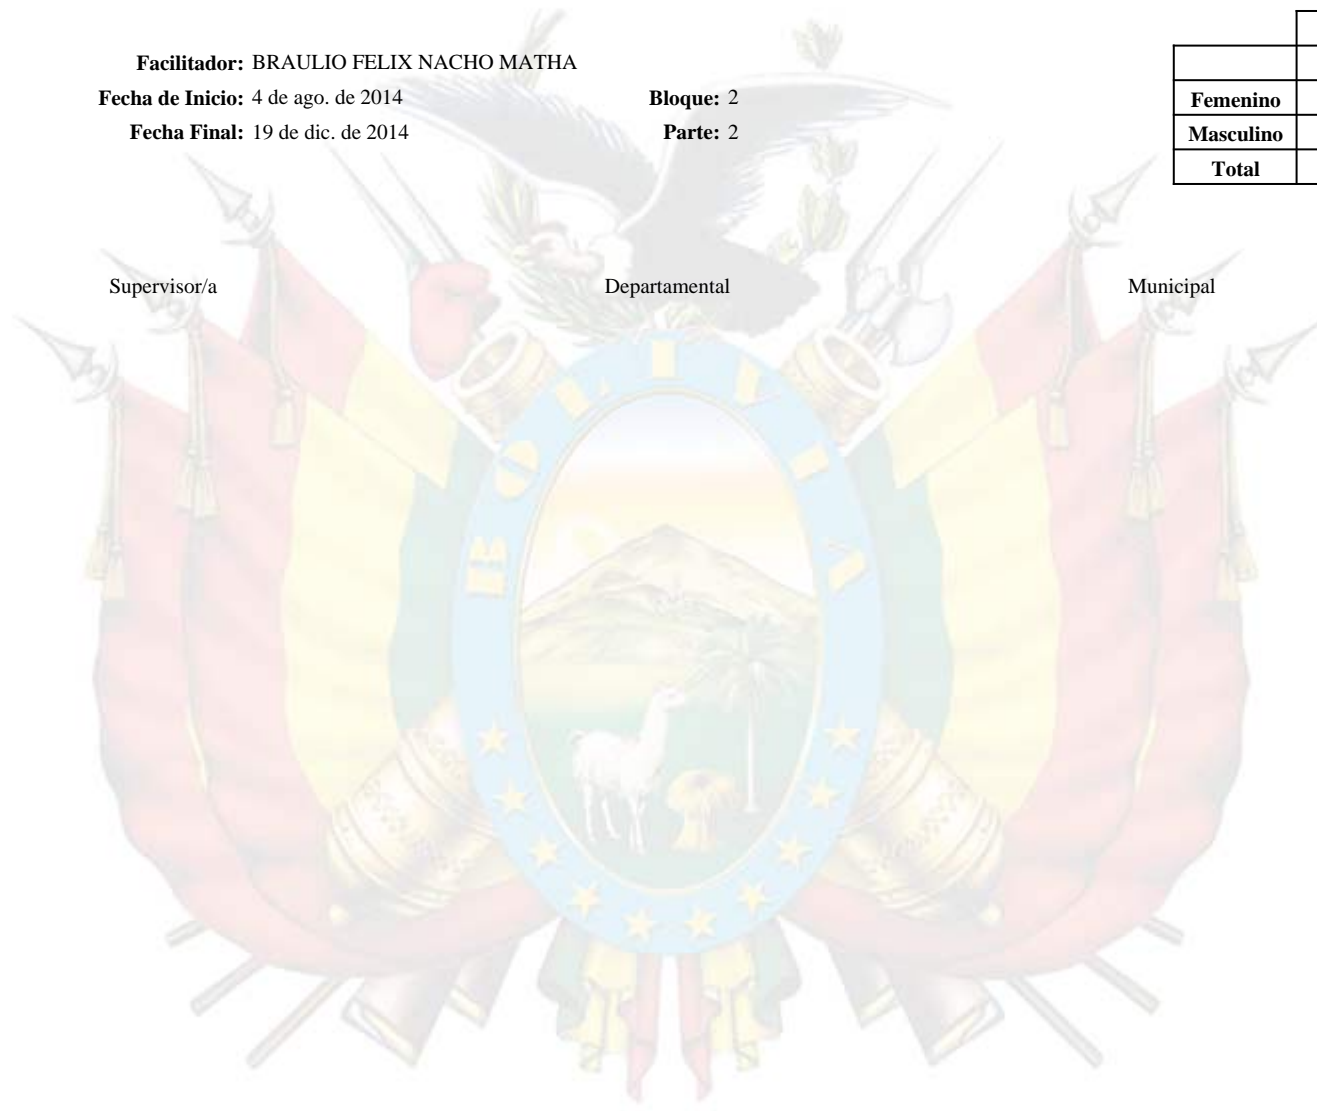 Facilitador: BRAULIO FELIX NACHO MATHA
Fecha de Inicio: 4 de ago. de 2014 Bloque: 2
Fecha Final: 19 de dic. de 2014 Parte: 2
Femenino
Masculino
Total
Supervisor/a Departamental Municipal
BOLIVIA